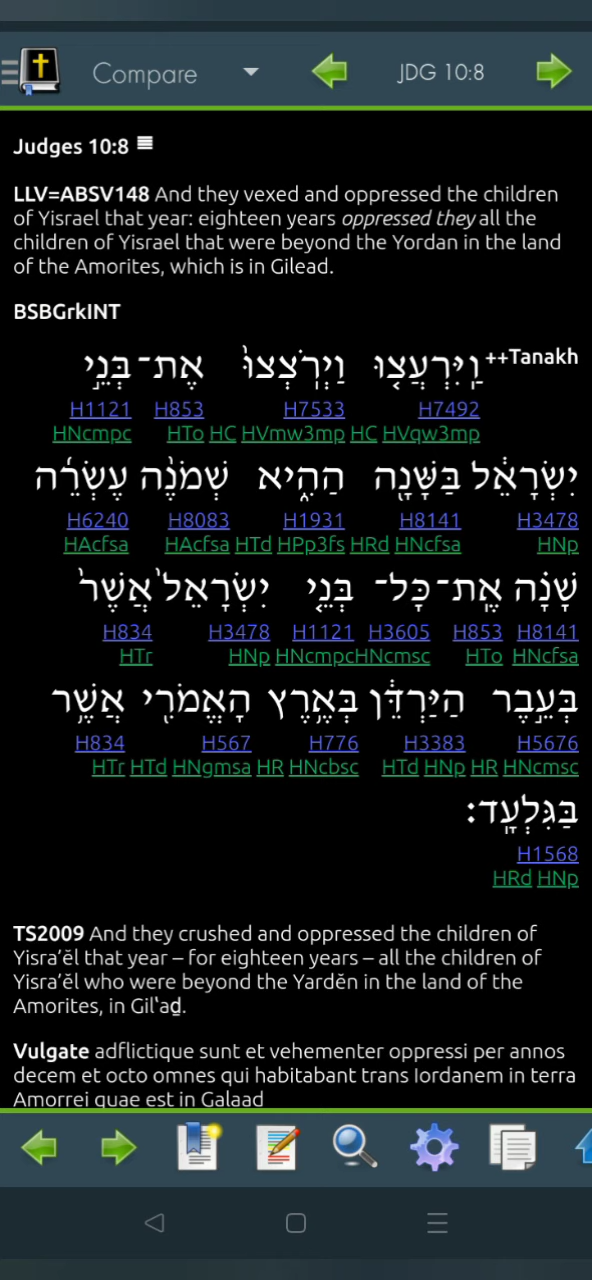 Compare
JDG 10:8
Judges 10:8
LLV=ABSV148 And they vexed and oppressed the children
of Yisrael that year: eighteen years oppressed they all the
children of Yisrael that were beyond the Yordan in the land
of the Amorites, which is in Gilead.
BSBGrkINT
++Tanakh וַֽיִּרְעֲצ֤וּ וַיְרֹֽצְצוּ֙ אֶת־ בְּנֵ֣י
H1121 H853 H7533 H7492
HNcmpc HTo HC HVmw3mp HC HVqw3mp
יִשְׂרָאֵ֔ל בַּשָּׁנָ֖ה הַהִ֑יא שְׁמֹנֶ֨ה עֶשְׂרֵ֜ה
H6240 H8083 H1931 H8141 H3478
HAcfsa HAcfsa HTd HPp3fs HRd HNcfsa HNp
שָׁנָ֗ה אֶֽת־ כָּל־ בְּנֵ֤י יִשְׂרָאֵל֙ אֲשֶׁר֙
H834 H3478 H1121 H3605 H853 H8141
HTr HNp HNcmpcHNcmsc HTo HNcfsa
בְּעֵ֣בֶר הַיַּרְדֵּ֔ן בְּאֶ֥רֶץ הָאֱמֹרִ֖י אֲשֶׁ֥ר
H834 H567 H776 H3383 H5676
HTr HTd HNgmsa HR HNcbsc HTd HNp HR HNcmsc
בַּגִּלְעָֽד׃
H1568
HRd HNp
TS2009 And they crushed and oppressed the children of
Yisra’ĕl that year – for eighteen years – all the children of
Yisra’ĕl who were beyond the Yardĕn in the land of the
Amorites, in Gilʽaḏ.
Vulgate adflictique sunt et vehementer oppressi per annos
decem et octo omnes qui habitabant trans Iordanem in terra
Amorrei quae est in Galaad